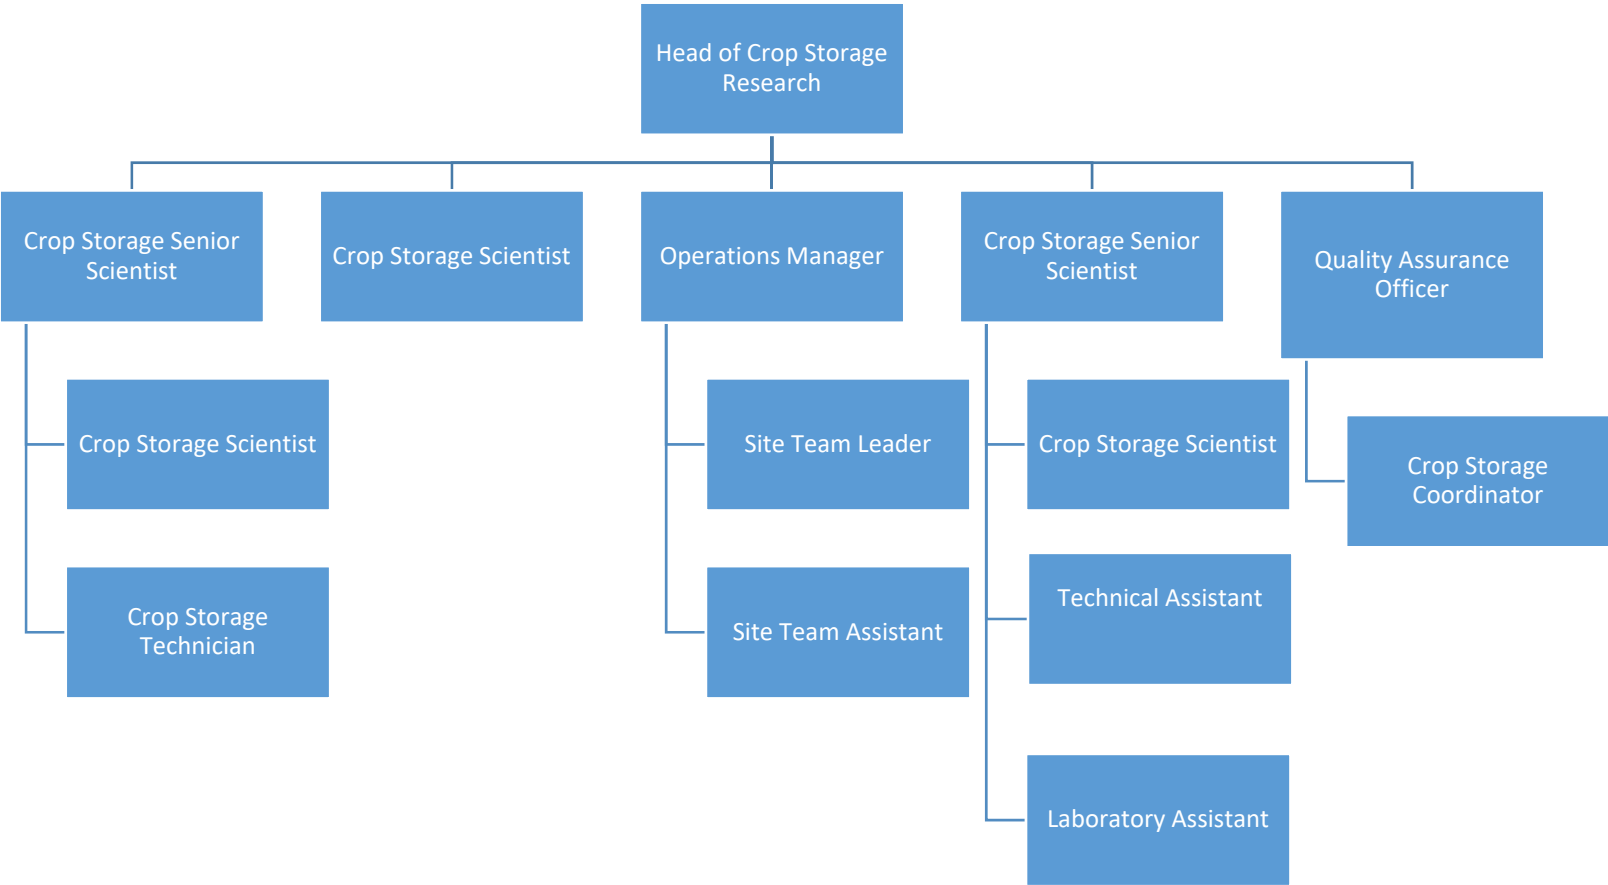 Head of Crop Storage
Research
Crop Storage Senior
Scientist
Crop Storage Scientist
Operations Manager
Crop Storage Senior
Scientist
Quality Assurance
Officer
Crop Storage Scientist
Site Team Leader
Crop Storage Scientist
Crop Storage
Coordinator
Crop Storage
Technician
Site Team Assistant
Technical Assistant
Laboratory Assistant